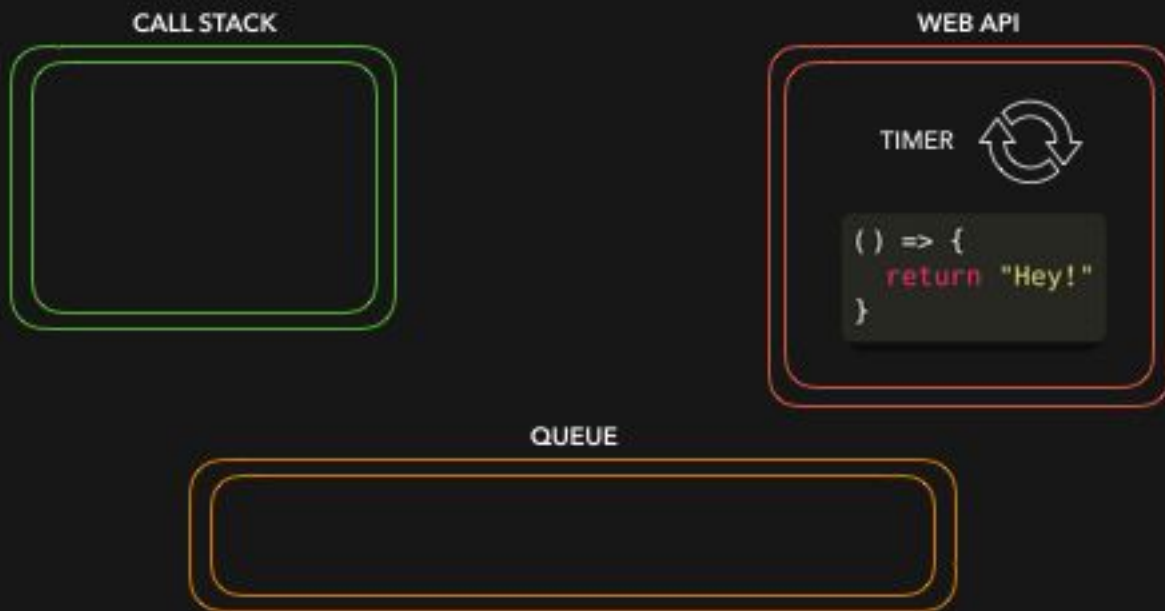 CALL STACK
WEB API
TIMER
() => {
  return "Hey!"
}
QUEUE